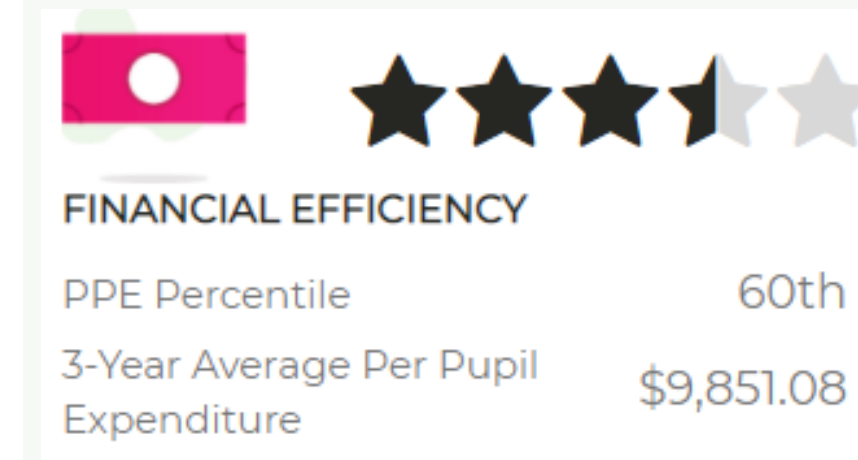 FINANCIAL EFFICIENCY
PPE Percentile 60th
3-Year Average Per Pupil
Expenditure $9,851.08